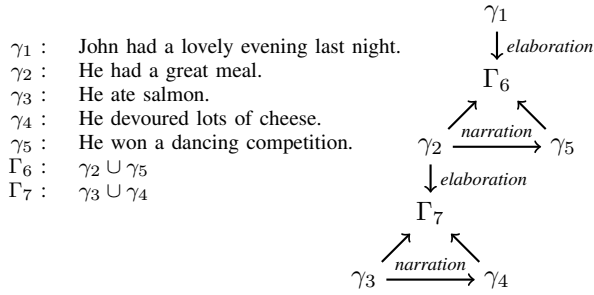 γ₁ : John had a lovely evening last night.
γ₂ : He had a great meal.
γ₃ : He ate salmon.
γ₄ : He devoured lots of cheese.
γ₅ : He won a dancing competition.
Γ₆ : γ₂ ∪ γ₅
Γ₇ : γ₃ ∪ γ₄
γ₁
elaboration
Γ₆
narration
γ₂ γ₅
elaboration
Γ₇
narration
γ₃ γ₄